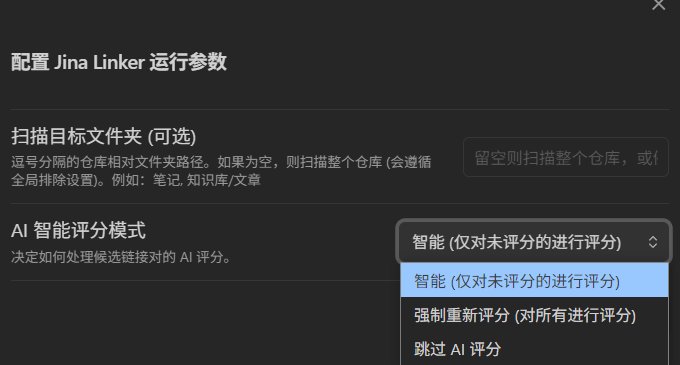 配置 Jina Linker 运行参数
扫描目标文件夹 (可选)
逗号分隔的仓库相对文件夹路径。如果为空，则扫描整个仓库 (会遵循
全局排除设置)。例如：笔记, 知识库/文章
留空则扫描整个仓库，或
AI 智能评分模式
决定如何处理候选链接对的 AI 评分。
智能 (仅对未评分的进行评分)
智能 (仅对未评分的进行评分)
强制重新评分 (对所有进行评分)
跳过 AI 评分